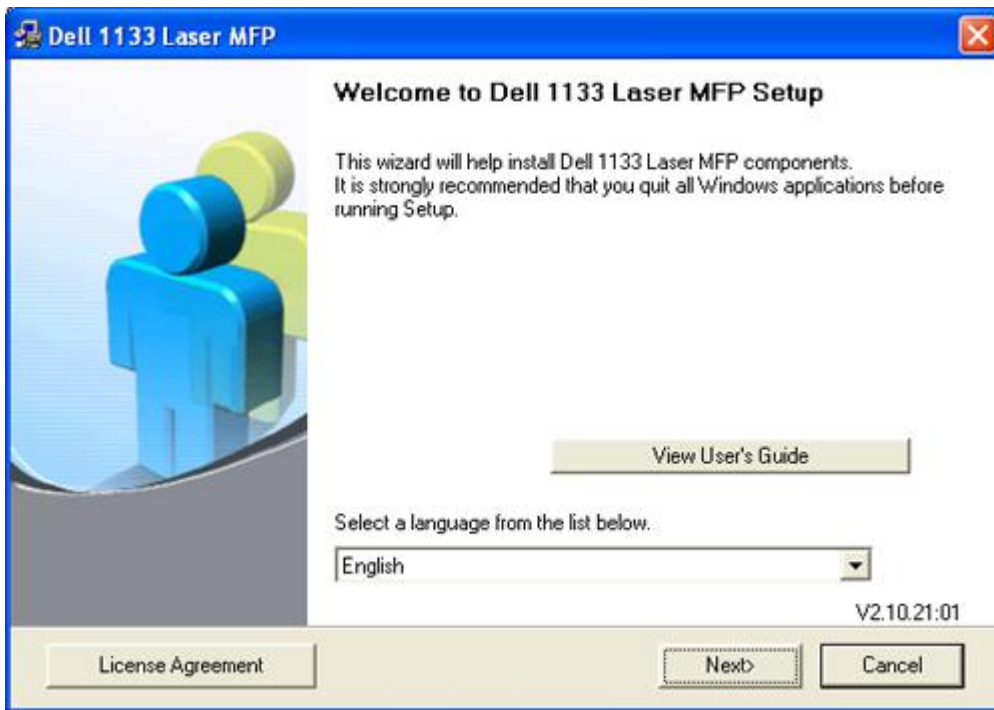 Dell 1133 Laser MFP
Welcome to Dell 1133 Laser MFP Setup
This wizard will help install Dell 1133 Laser MFP components.
It is strongly recommended that you quit all Windows applications before
running Setup.
View User's Guide
Select a language from the list below.
English
V2.10.21:01
License Agreement
Next>
Cancel